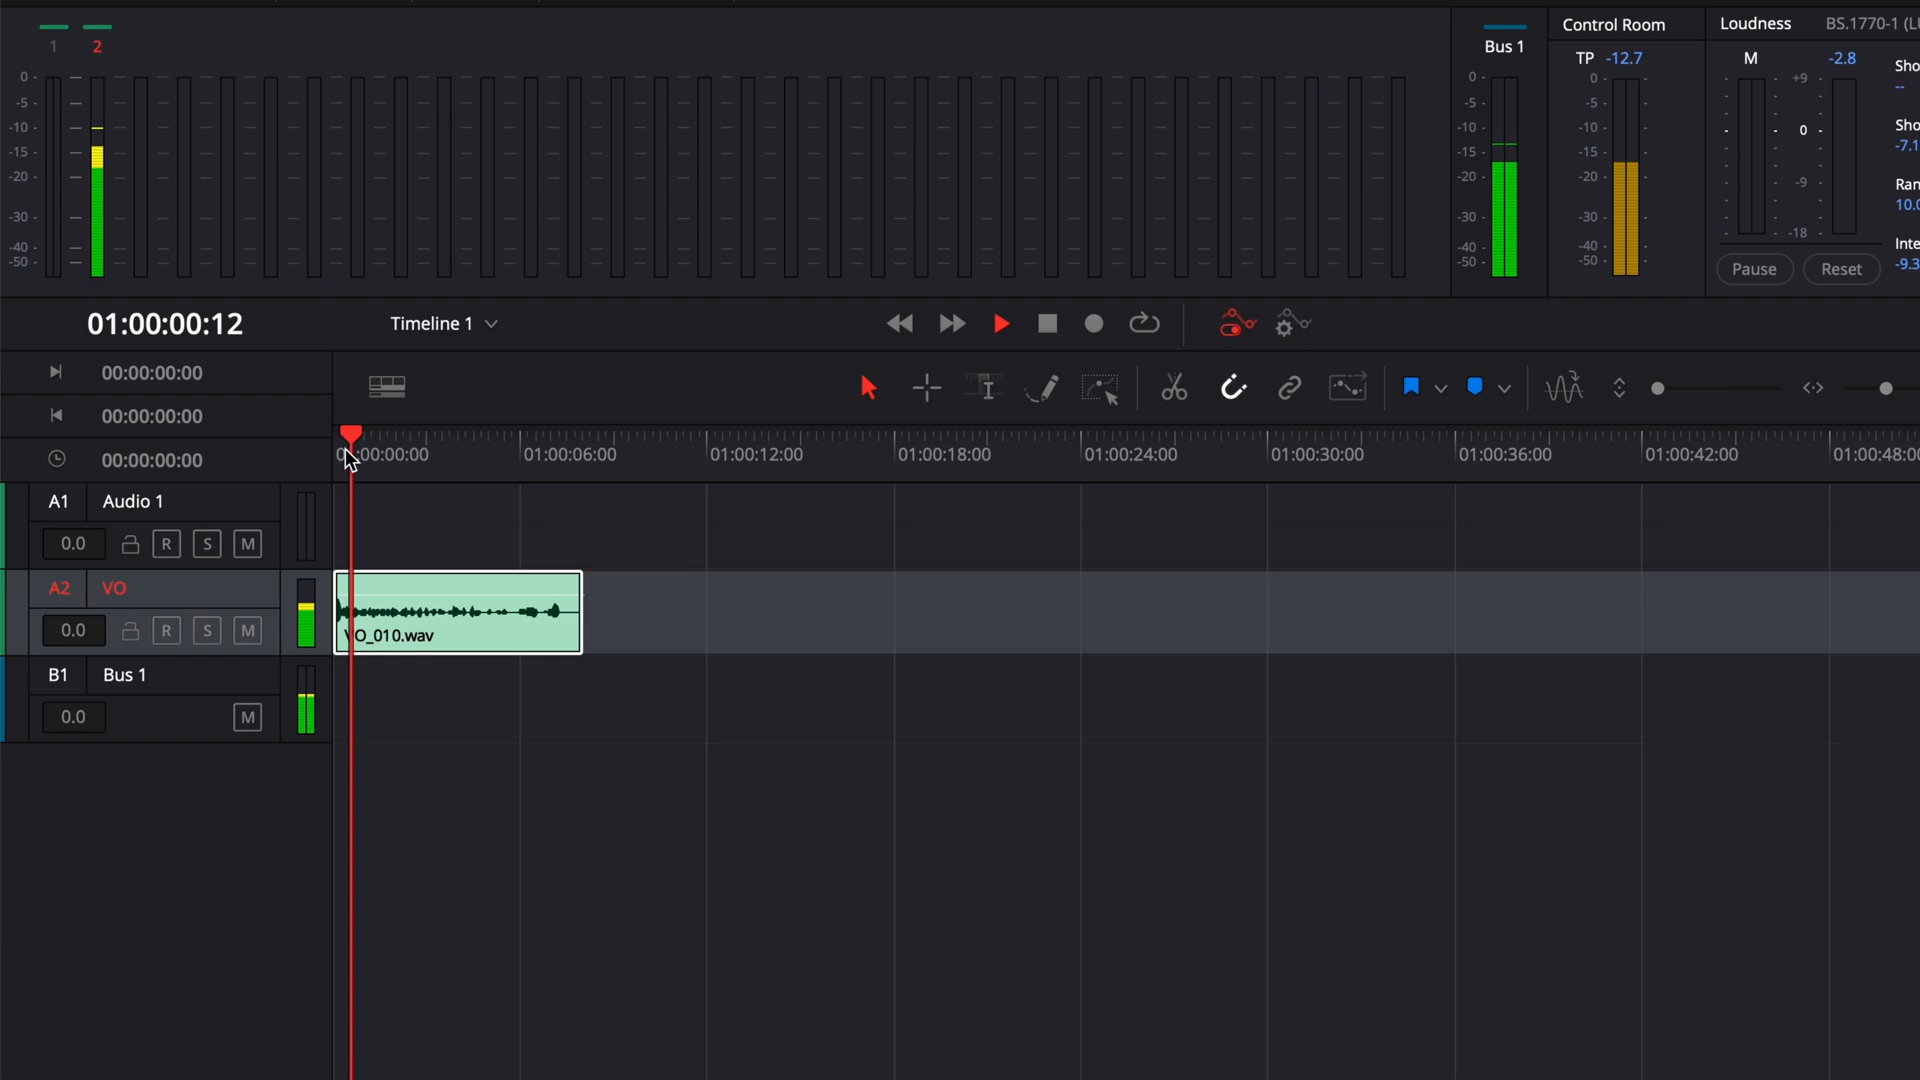 1 2
Bus 1
Control Room
Loudness BS.1770-1 (LU
TP -12.7
M -2.8
Sho
--
Sho
-7.1
Ran
10.0
Inte
-9.3
0
-5
-10
-15
-20
-30
-40
-50
0
-5
-10
-15
-20
-30
-40
-50
0
-5
-10
-15
-20
-30
-40
-50
+9
0
-9
-18
Pause Reset
01:00:00:12
Timeline 1
00:00:00:00
00:00:00:00
00:00:00:00
00:00:00 01:00:06:00 01:00:12:00 01:00:18:00 01:00:24:00 01:00:30:00 01:00:36:00 01:00:42:00 01:00:48:00
A1 Audio 1
0.0 R S M
A2 VO
0.0 R S M
VO_010.wav
B1 Bus 1
0.0 M